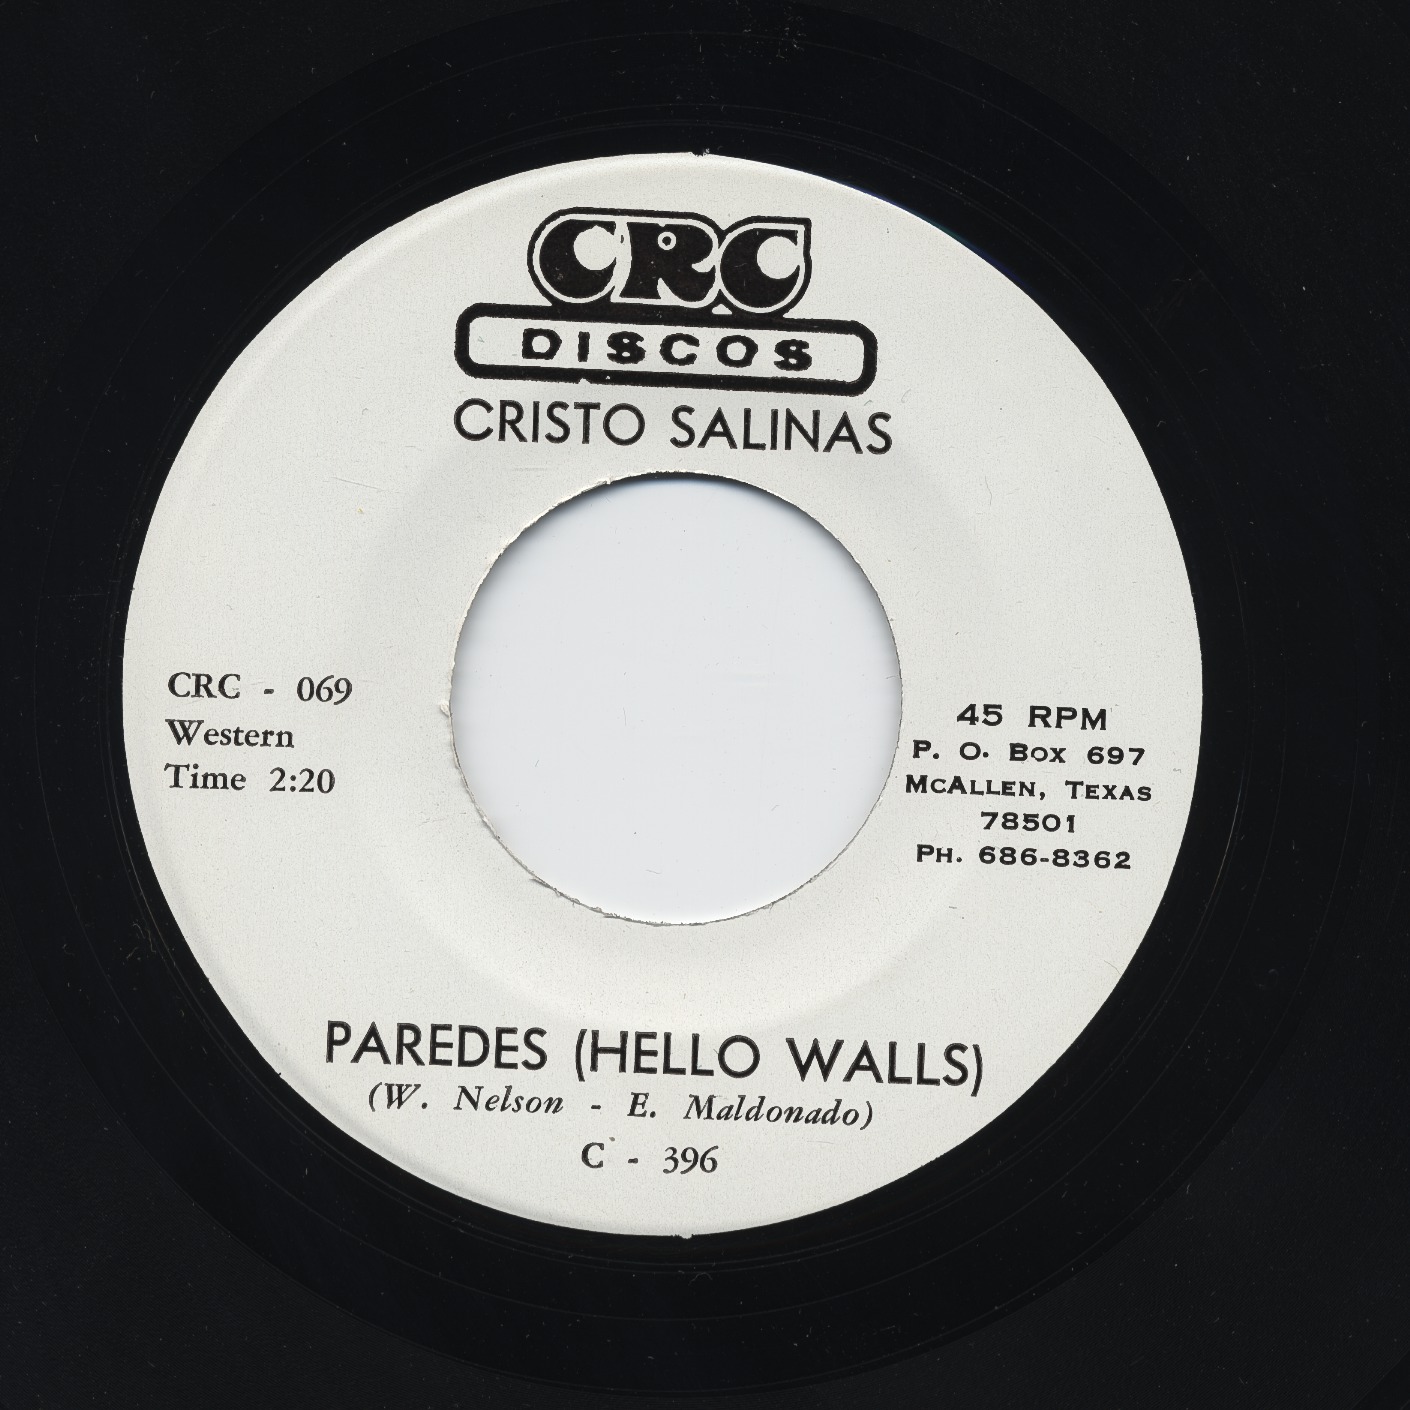 CRC
DISCOS
CRISTO SALINAS
CRC - 069
Western
Time 2:20
45 RPM
P. O. BOX 697
MCALLEN, TEXAS
78501
PH. 686-8362
PAREDES (HELLO WALLS)
(W. Nelson - E. Maldonado)
C - 396